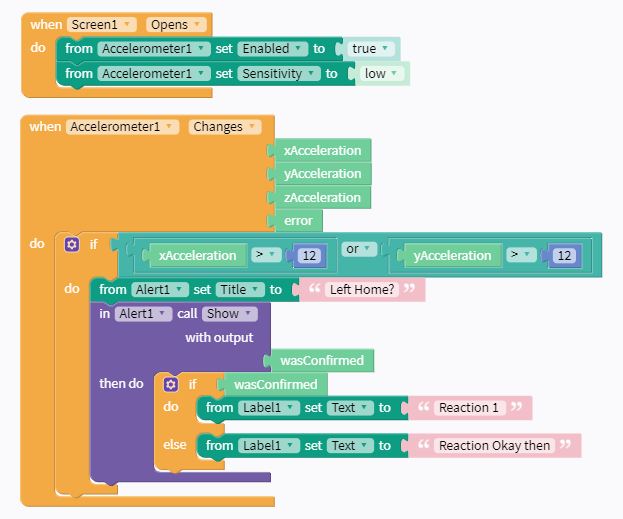 when Screen1 Opens
do from Accelerometer1 set Enabled to true
from Accelerometer1 set Sensitivity to low
when Accelerometer1 Changes
xAcceleration
yAcceleration
zAcceleration
error
do if xAcceleration > 12 or yAcceleration > 12
do from Alert1 set Title to “ Left Home? ”
in Alert1 call Show
with output
wasConfirmed
then do if wasConfirmed
do from Label1 set Text to “ Reaction 1 ”
else from Label1 set Text to “ Reaction Okay then ”